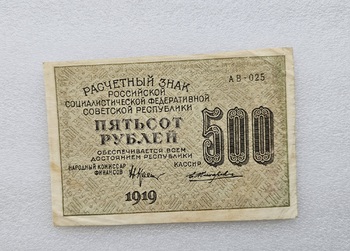 РАСЧЕТНЫЙ ЗНАК
АВ-025
РОССИЙСКОЙ
СОЦИАЛИСТИЧЕСКОЙ ФЕДЕРАТИВНОЙ
СОВЕТСКОЙ РЕСПУБЛИКИ
ПЯТЬСОТ
РУБЛЕЙ
500
ОБЕСПЕЧИВАЕТСЯ ВСЕМ
ДОСТОЯНИЕМ РЕСПУБЛИКИ
НАРОДНЫЙ КОМИССАР
ФИНАНСОВ
КАССИР
1919